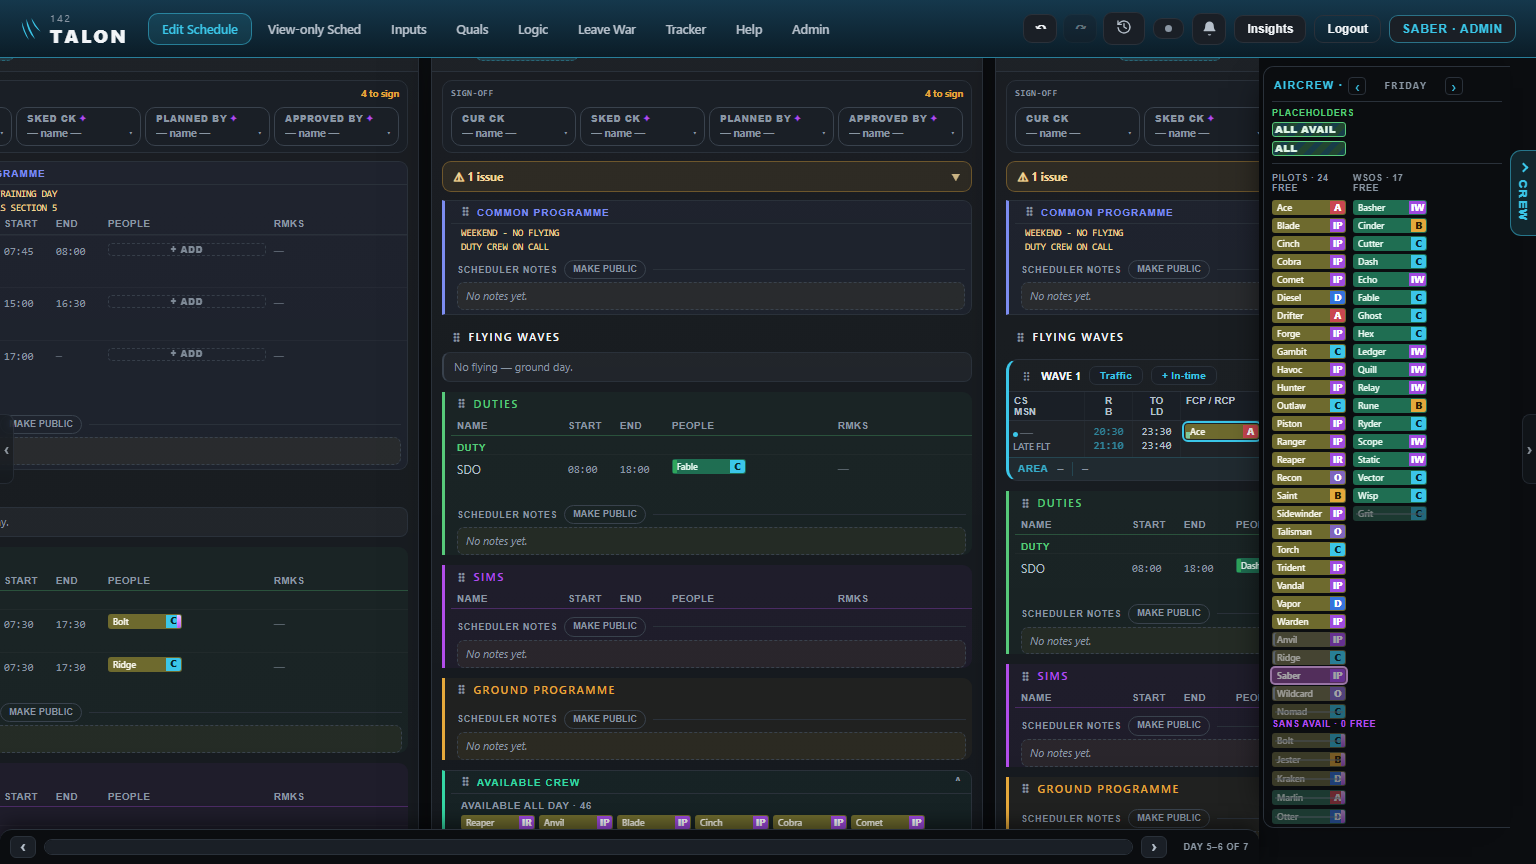 142
TALON
Edit Schedule
View-only Sched
Inputs
Quals
Logic
Leave War
Tracker
Help
Admin
Insights
Logout
SABER · ADMIN
4 to sign
SKED CK
— name —
PLANNED BY
— name —
APPROVED BY
— name —
RAINING DAY
S SECTION 5
START END PEOPLE RMKS
07:45 08:00 + ADD —
15:00 16:30 + ADD —
17:00 — + ADD —
MAKE PUBLIC
START END PEOPLE RMKS
07:30 17:30 Bolt C —
07:30 17:30 Ridge C —
MAKE PUBLIC
START END PEOPLE RMKS
SIGN-OFF
4 to sign
CUR CK
— name —
SKED CK
— name —
PLANNED BY
— name —
APPROVED BY
— name —
1 issue
COMMON PROGRAMME
WEEKEND - NO FLYING
DUTY CREW ON CALL
SCHEDULER NOTES MAKE PUBLIC
No notes yet.
FLYING WAVES
No flying — ground day.
DUTIES
NAME START END PEOPLE RMKS
DUTY
SDO 08:00 18:00 Fable C —
SCHEDULER NOTES MAKE PUBLIC
No notes yet.
SIMS
NAME START END PEOPLE RMKS
SCHEDULER NOTES MAKE PUBLIC
No notes yet.
GROUND PROGRAMME
SCHEDULER NOTES MAKE PUBLIC
No notes yet.
AVAILABLE CREW
AVAILABLE ALL DAY · 46
Reaper IR Anvil IP Blade IP Cinch IP Cobra IP Comet IP
SIGN-OFF
CUR CK
— name —
SKED CK
— name —
1 issue
COMMON PROGRAMME
WEEKEND - NO FLYING
DUTY CREW ON CALL
SCHEDULER NOTES MAKE PUBLIC
No notes yet.
FLYING WAVES
WAVE 1 Traffic + In-time
CS R TO FCP / RCP
MSN B LD
— 20:30 23:30 Ace A
LATE FLT 21:10 23:40
AREA — —
DUTIES
NAME START END
DUTY
SDO 08:00 18:00
SCHEDULER NOTES MAKE PUBLIC
No notes yet.
SIMS
NAME START END
SCHEDULER NOTES MAKE PUBLIC
No notes yet.
GROUND PROGRAMME
SCHEDULER NOTES MAKE PUBLIC
AIRCREW · ‹ FRIDAY ›
PLACEHOLDERS
ALL AVAIL
ALL
PILOTS · 24 FREE
WSOS · 17 FREE
Ace A Basher IW
Blade IP Cinder B
Cinch IP Cutter C
Cobra IP Dash C
Comet IP Echo IW
Diesel D Fable C
Drifter A Ghost C
Forge IP Hex C
Gambit C Ledger IW
Havoc IP Quill IW
Hunter IP Relay IW
Outlaw C Rune B
Piston IP Ryder C
Ranger IP Scope IW
Reaper IR Static IW
Recon O Vector C
Saint B Wisp C
Sidewinder IP Grit C
Talisman O
Torch C
Trident IP
Vandal IP
Vapor D
Warden IP
Anvil IP
Ridge C
Saber IP
Wildcard O
Nomad C
SANS AVAIL · 0 FREE
Bolt C
Jester B
Kraken D
Marlin A
Otter D
CREW
DAY 5–6 OF 7